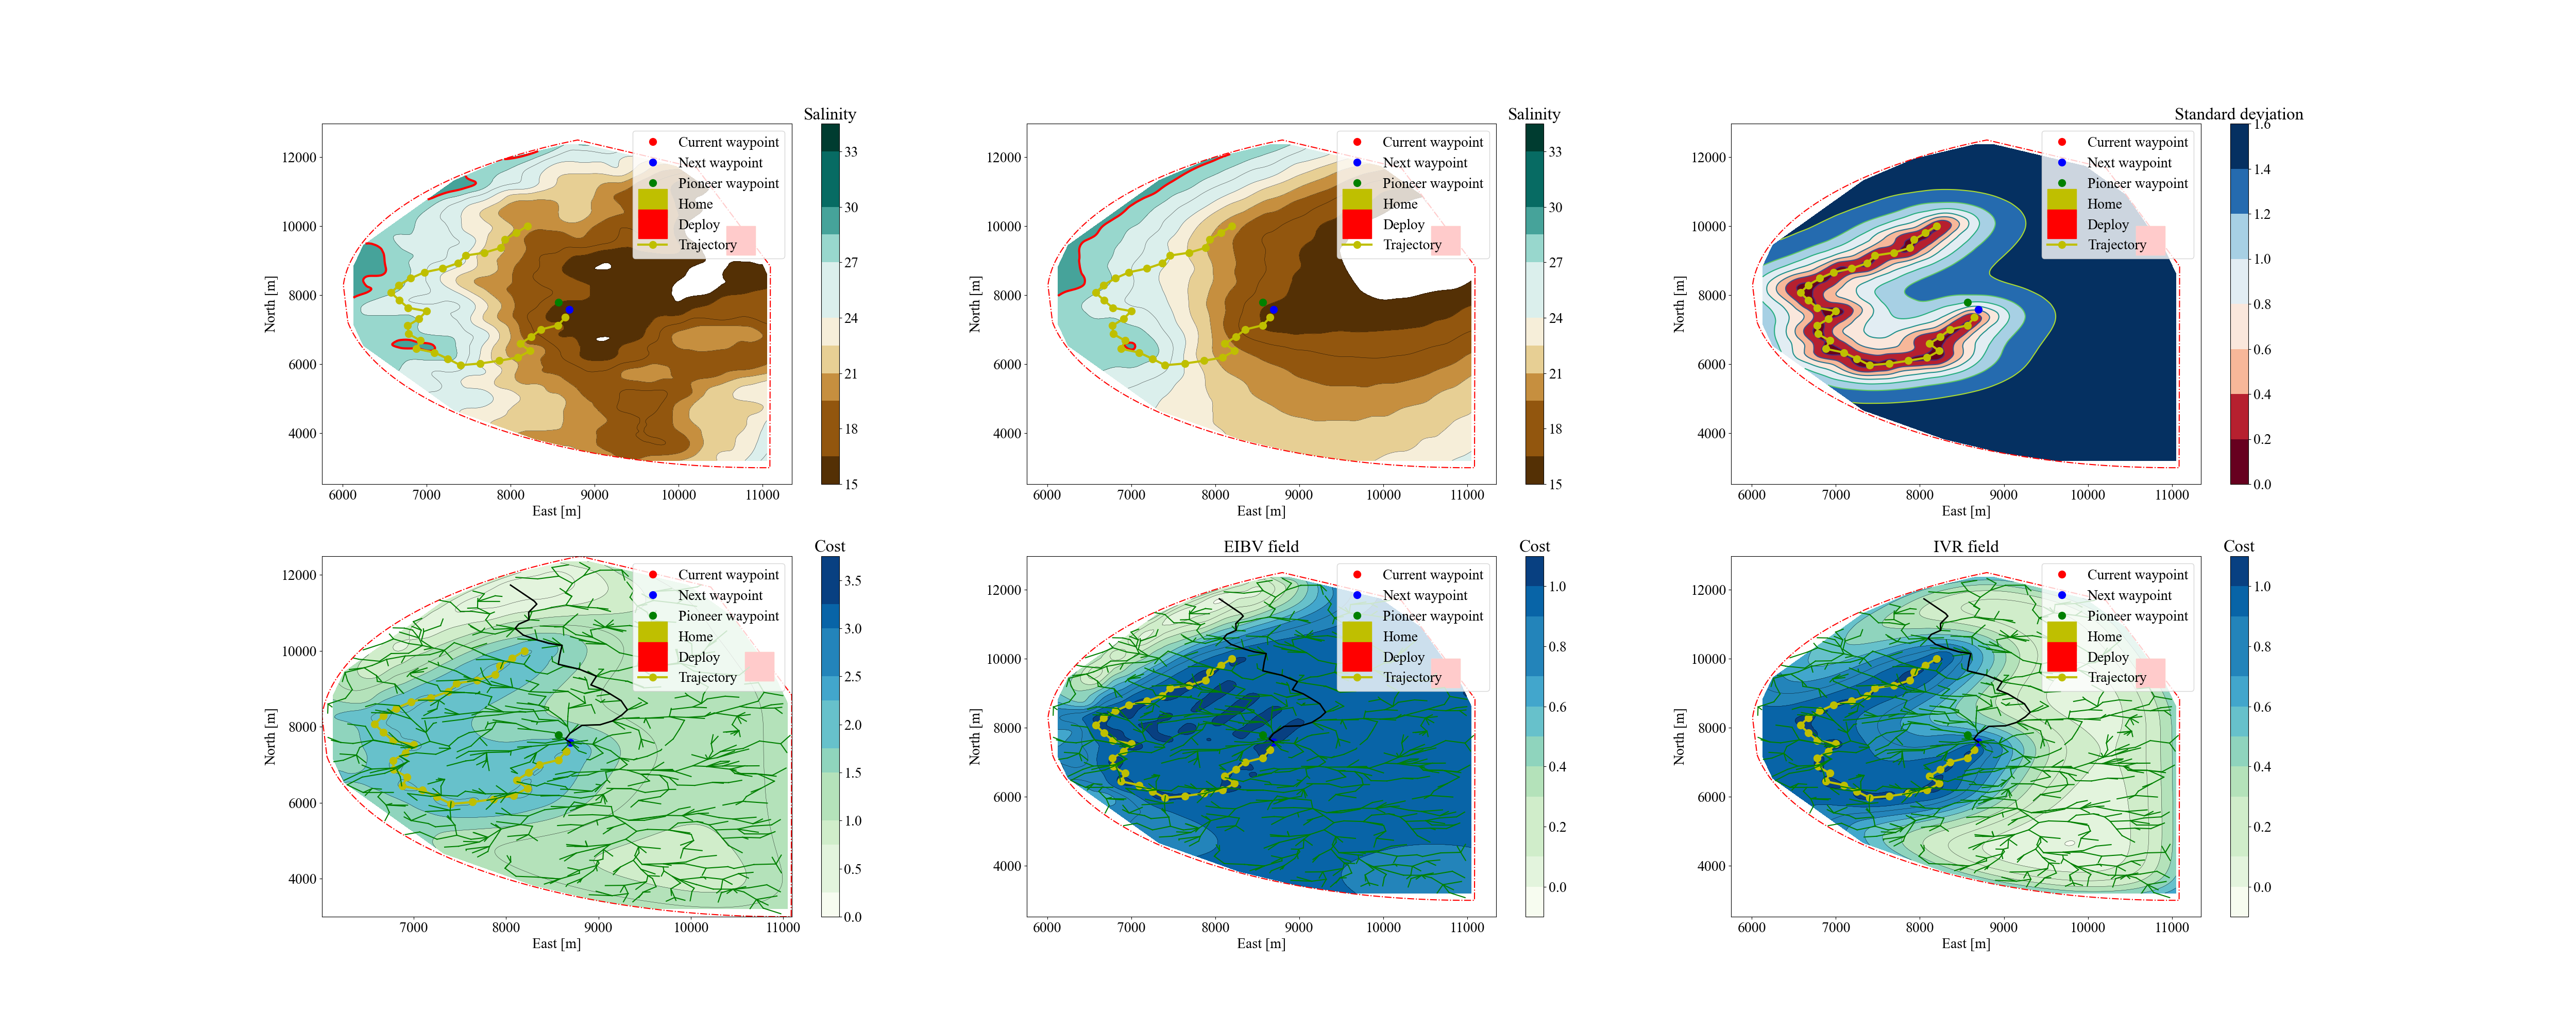 Salinity
Current waypoint
Next waypoint
Pioneer waypoint
Home
Deploy
Trajectory
12000
10000
8000
6000
4000
North [m]
6000 7000 8000 9000 10000 11000
East [m]
33
30
27
24
21
18
15
Salinity
Current waypoint
Next waypoint
Pioneer waypoint
Home
Deploy
Trajectory
12000
10000
8000
6000
4000
North [m]
6000 7000 8000 9000 10000 11000
East [m]
33
30
27
24
21
18
15
Standard deviation
Current waypoint
Next waypoint
Pioneer waypoint
Home
Deploy
Trajectory
12000
10000
8000
6000
4000
North [m]
6000 7000 8000 9000 10000 11000
East [m]
1.6
1.4
1.2
1.0
0.8
0.6
0.4
0.2
0.0
Cost
Current waypoint
Next waypoint
Pioneer waypoint
Home
Deploy
Trajectory
12000
10000
8000
6000
4000
North [m]
7000 8000 9000 10000 11000
East [m]
3.5
3.0
2.5
2.0
1.5
1.0
0.5
0.0
EIBV field
Cost
Current waypoint
Next waypoint
Pioneer waypoint
Home
Deploy
Trajectory
12000
10000
8000
6000
4000
North [m]
6000 7000 8000 9000 10000 11000
East [m]
1.0
0.8
0.6
0.4
0.2
0.0
IVR field
Cost
Current waypoint
Next waypoint
Pioneer waypoint
Home
Deploy
Trajectory
12000
10000
8000
6000
4000
North [m]
6000 7000 8000 9000 10000 11000
East [m]
1.0
0.8
0.6
0.4
0.2
0.0